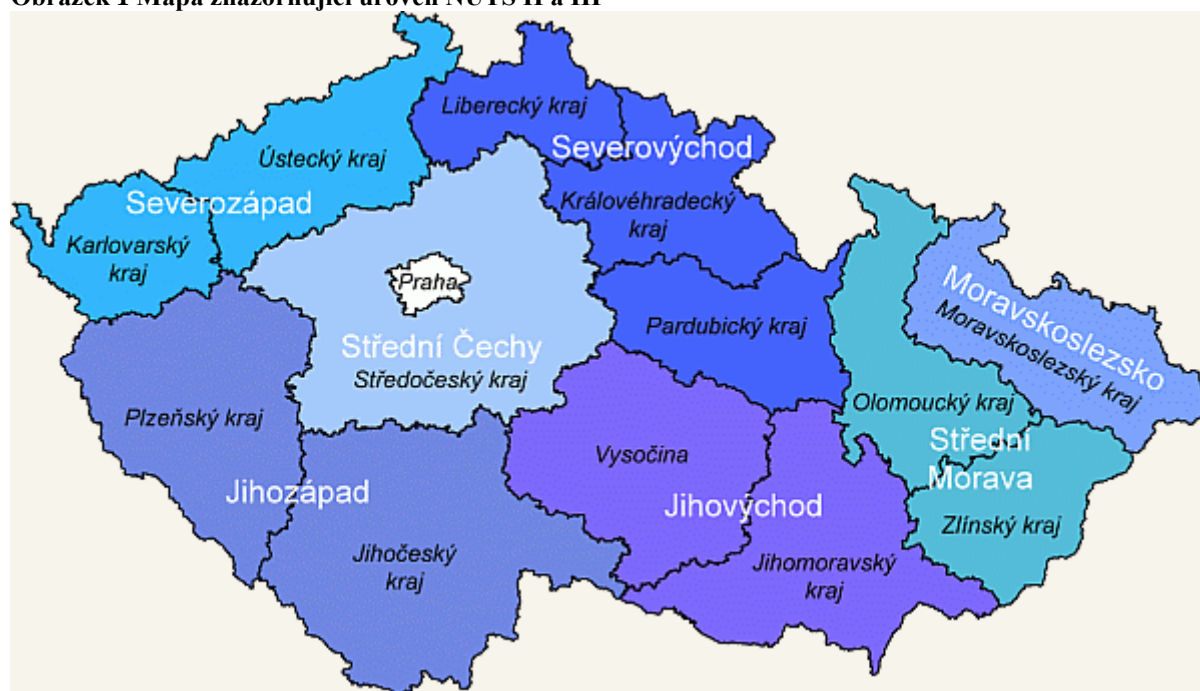 Obrázek 1 Mapa znázorňující úroveň NUTS II a III
Liberecký kraj
Severovýchod
Ústecký kraj
Severozápad
Královéhradecký
kraj
Karlovarský
kraj
Praha
Moravskoslezsko
Moravskoslezský kraj
Pardubický kraj
Střední Čechy
Středočeský kraj
Plzeňský kraj
Olomoucký kraj
Střední
Morava
Vysočina
Jihozápad
Jihovýchod
Zlínský kraj
Jihočeský
kraj
Jihomoravský
kraj